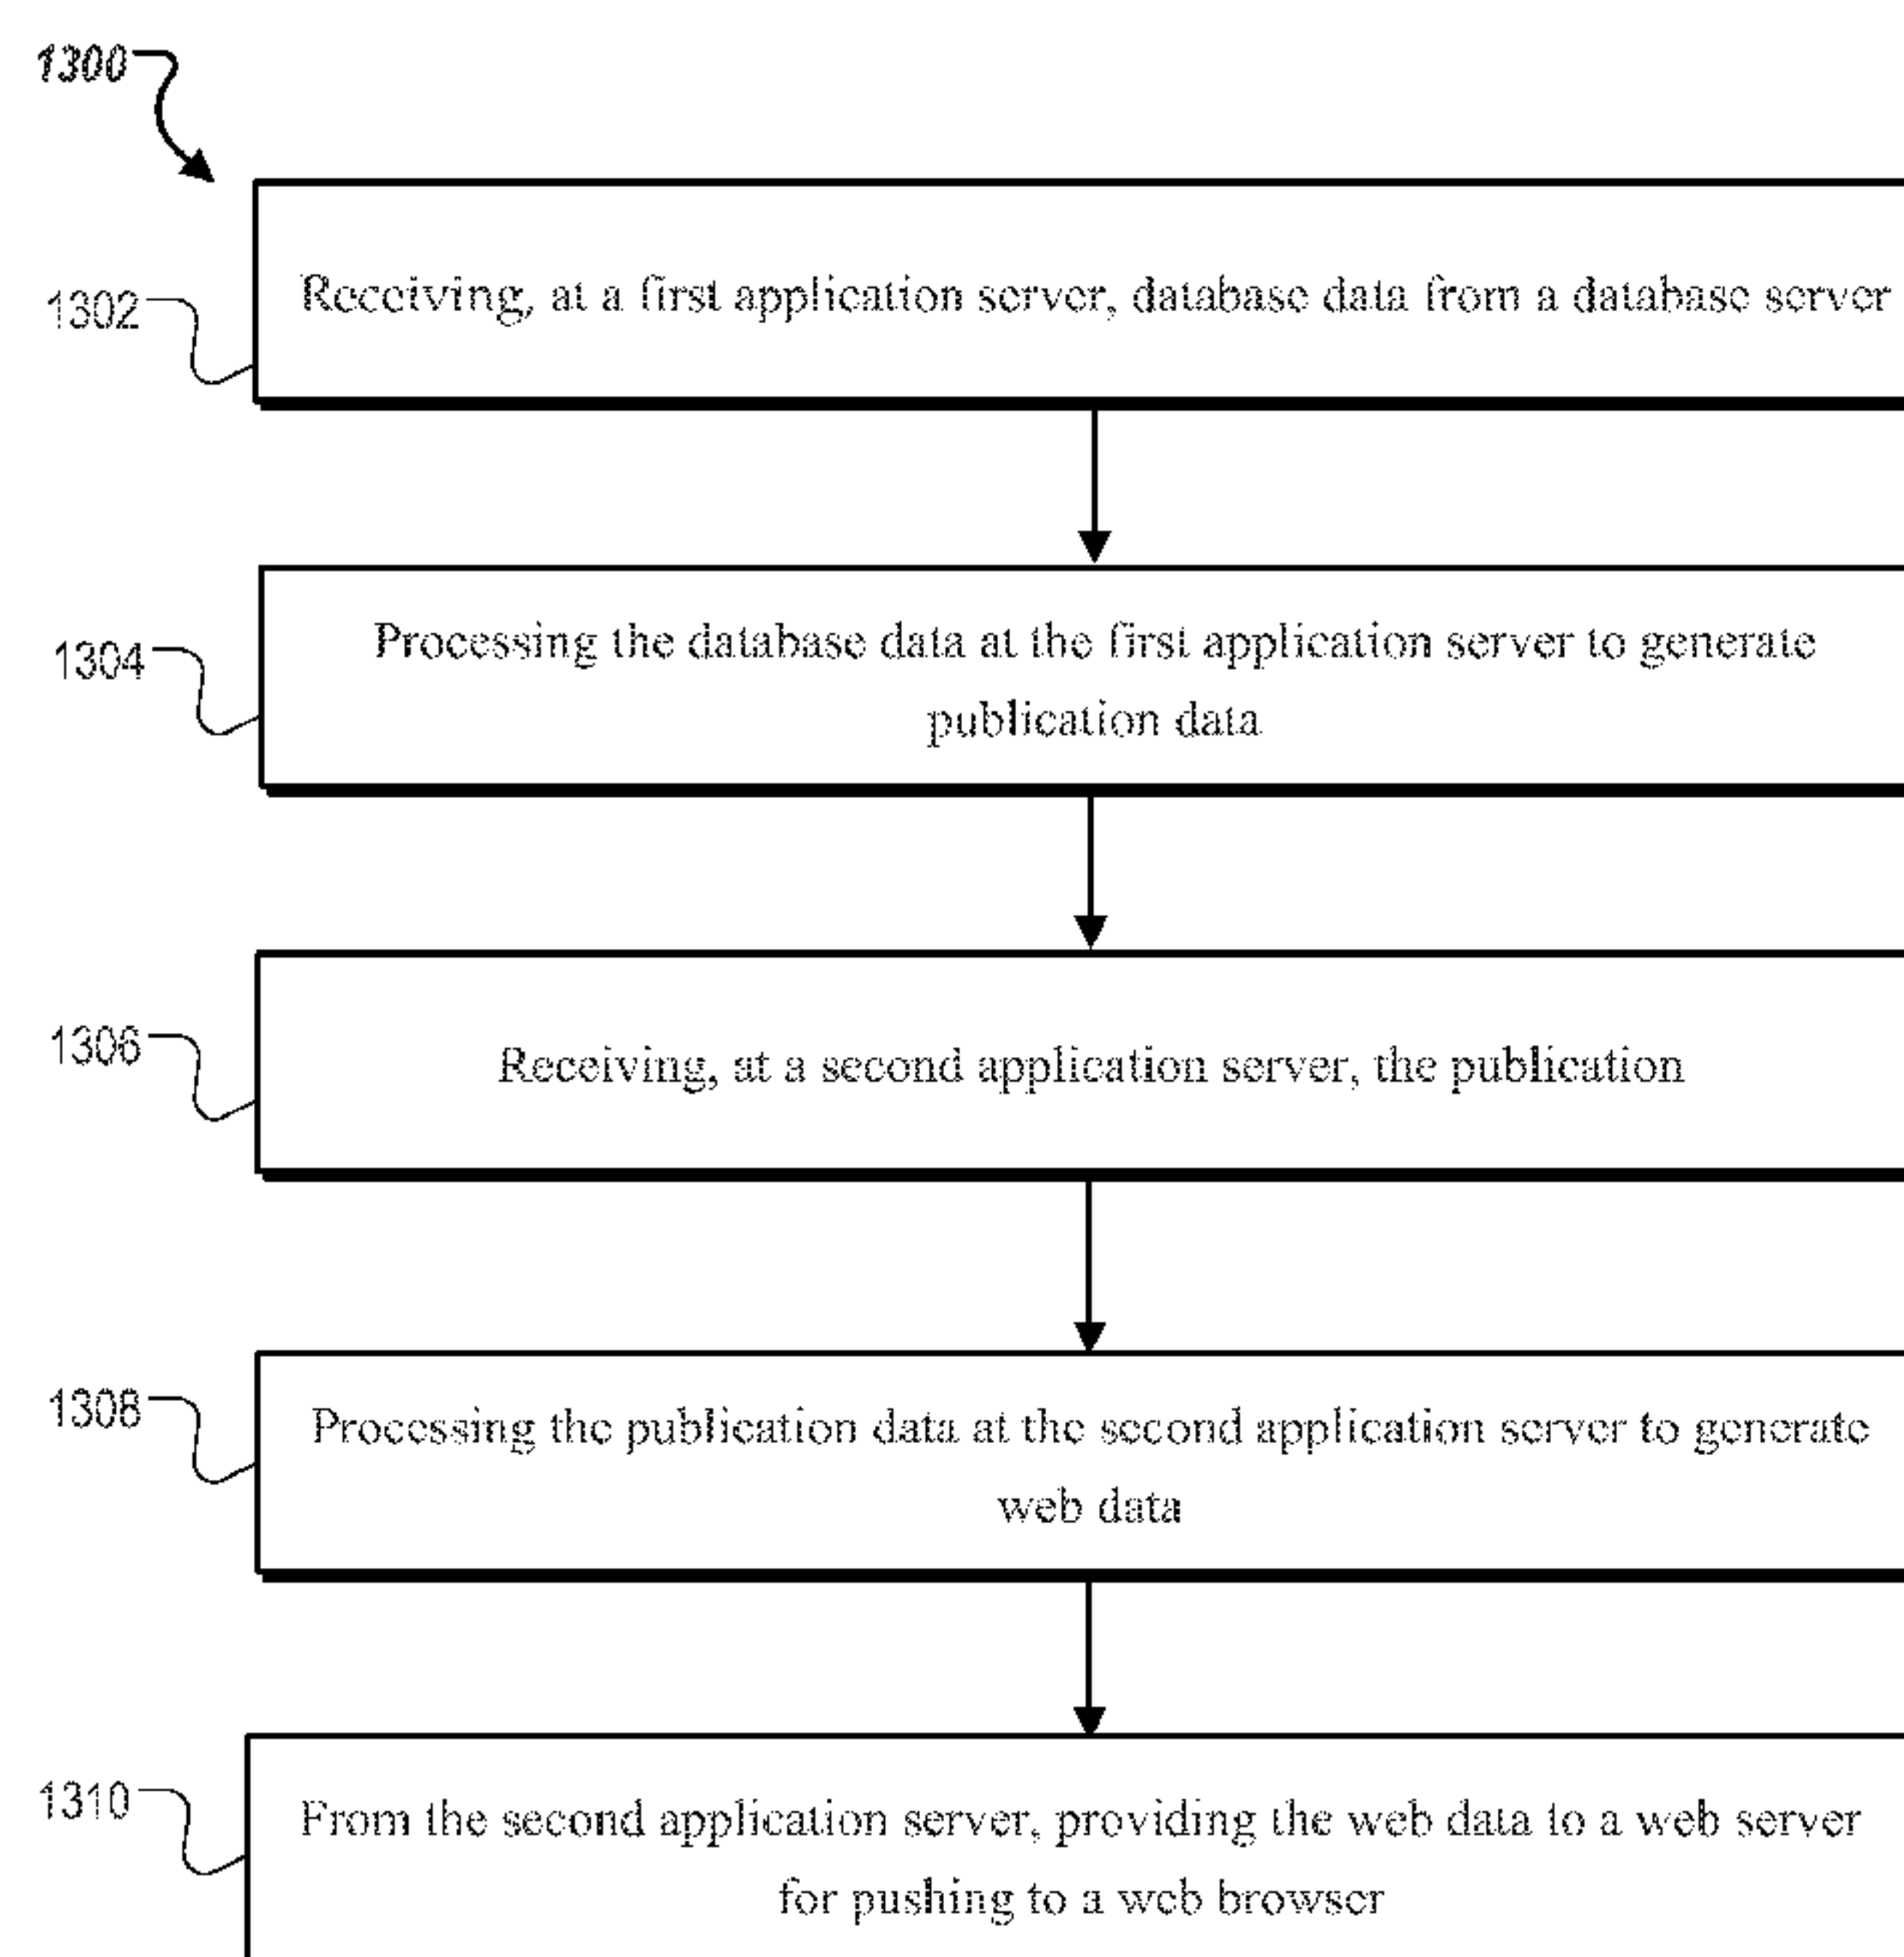 1300
1302
Receiving, at a first application server, database data from a database server
1304
Processing the database data at the first application server to generate
publication data
1306
Receiving, at a second application server, the publication
1308
Processing the publication data at the second application server to generate
web data
1310
From the second application server, providing the web data to a web server
for pushing to a web browser